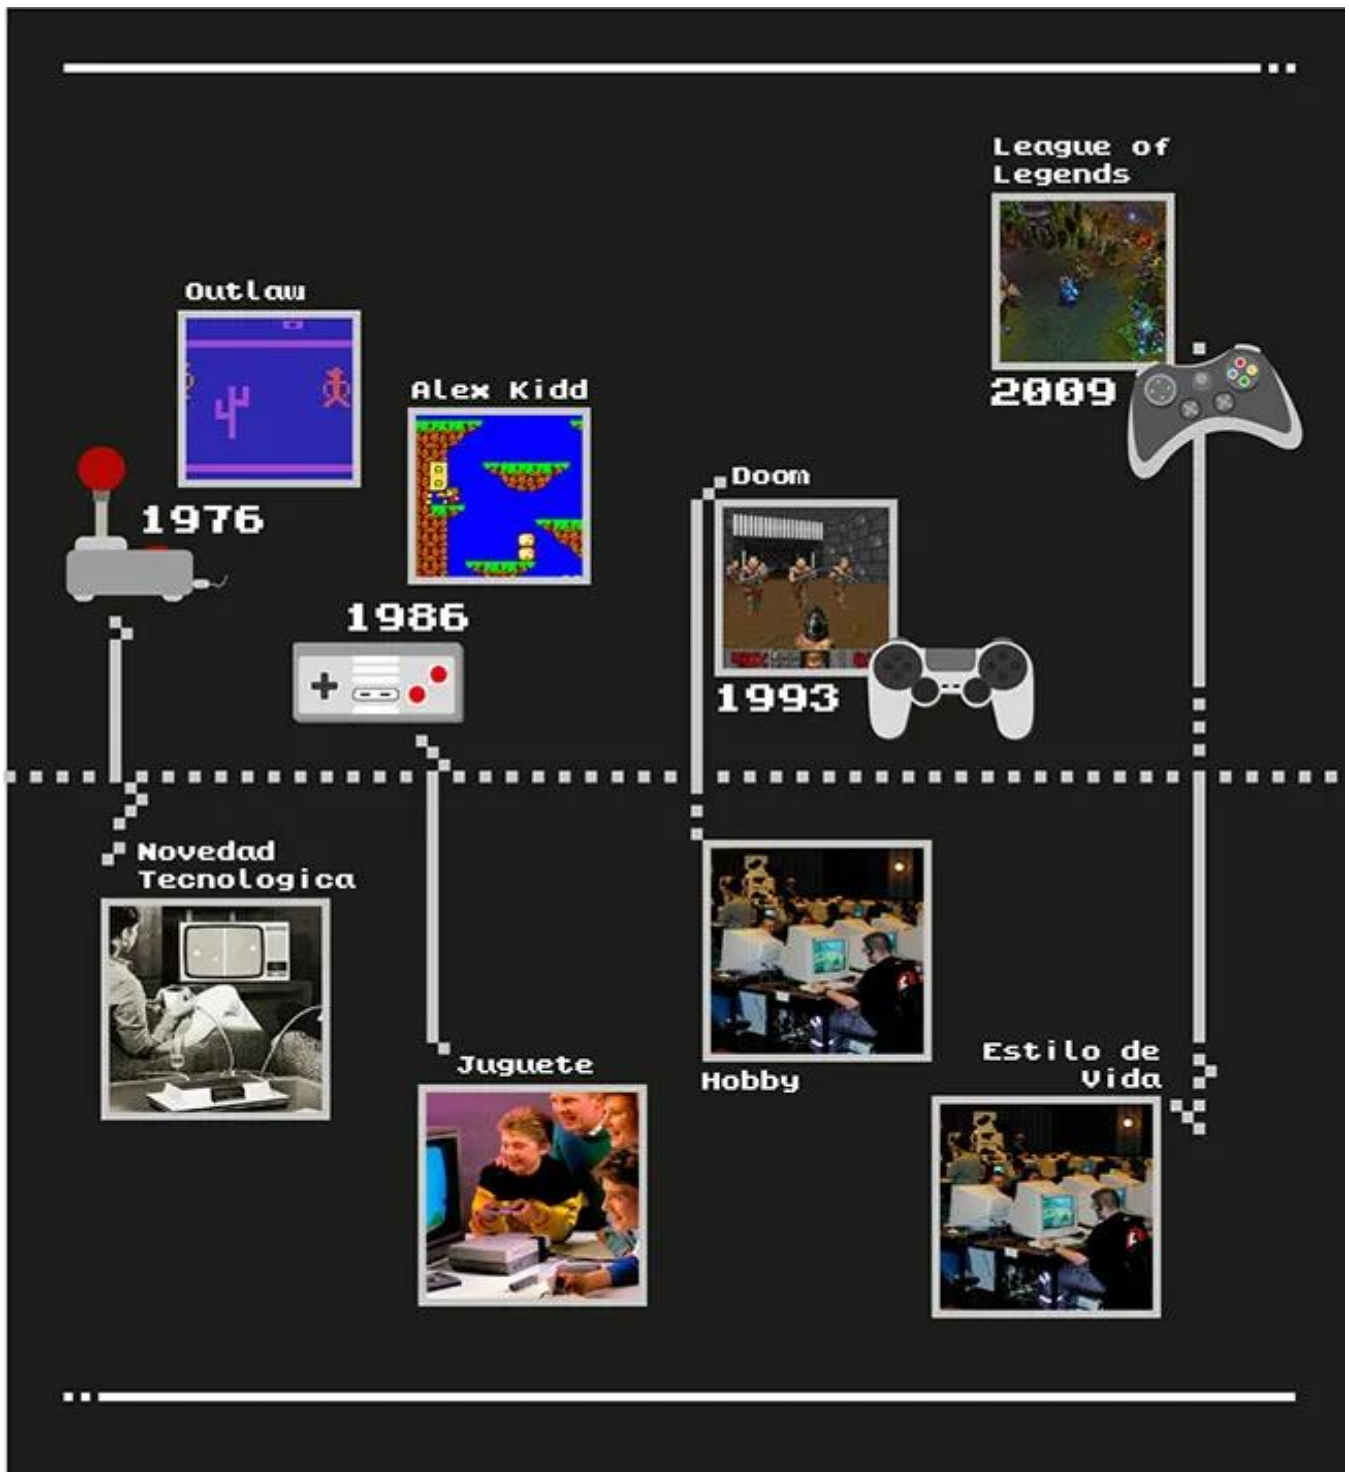 League of
Legends
2009
Outlaw
1976
Alex Kidd
1986
Doom
1993
Novedad
Tecnologica
Juguete
Hobby
Estilo de
Vida